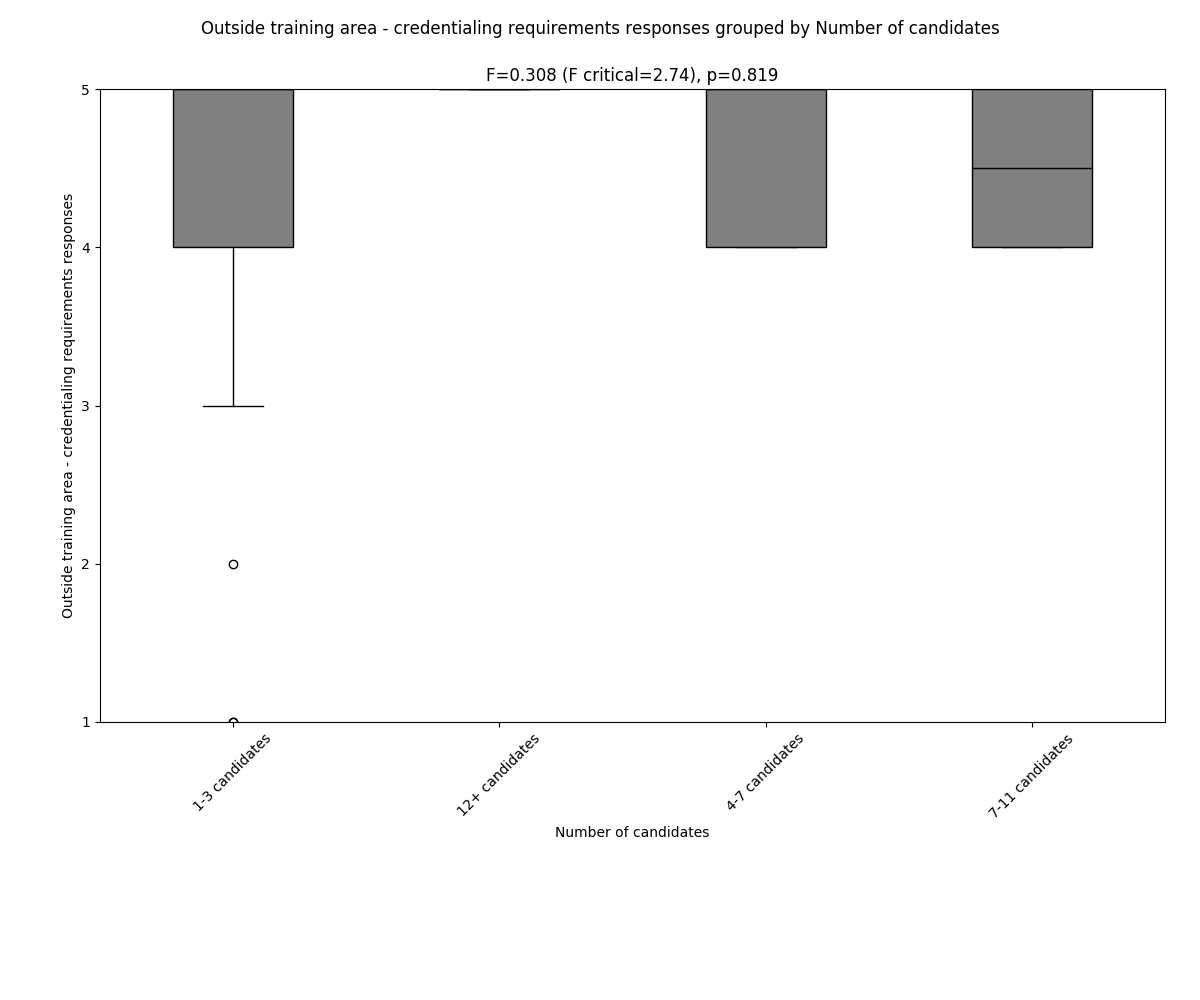 Outside training area - credentialing requirements responses grouped by Number of candidates
F=0.308 (F critical=2.74), p=0.819
Outside training area - credentialing requirements responses
5
4
3
2
1
1-3 candidates
12+ candidates
4-7 candidates
7-11 candidates
Number of candidates